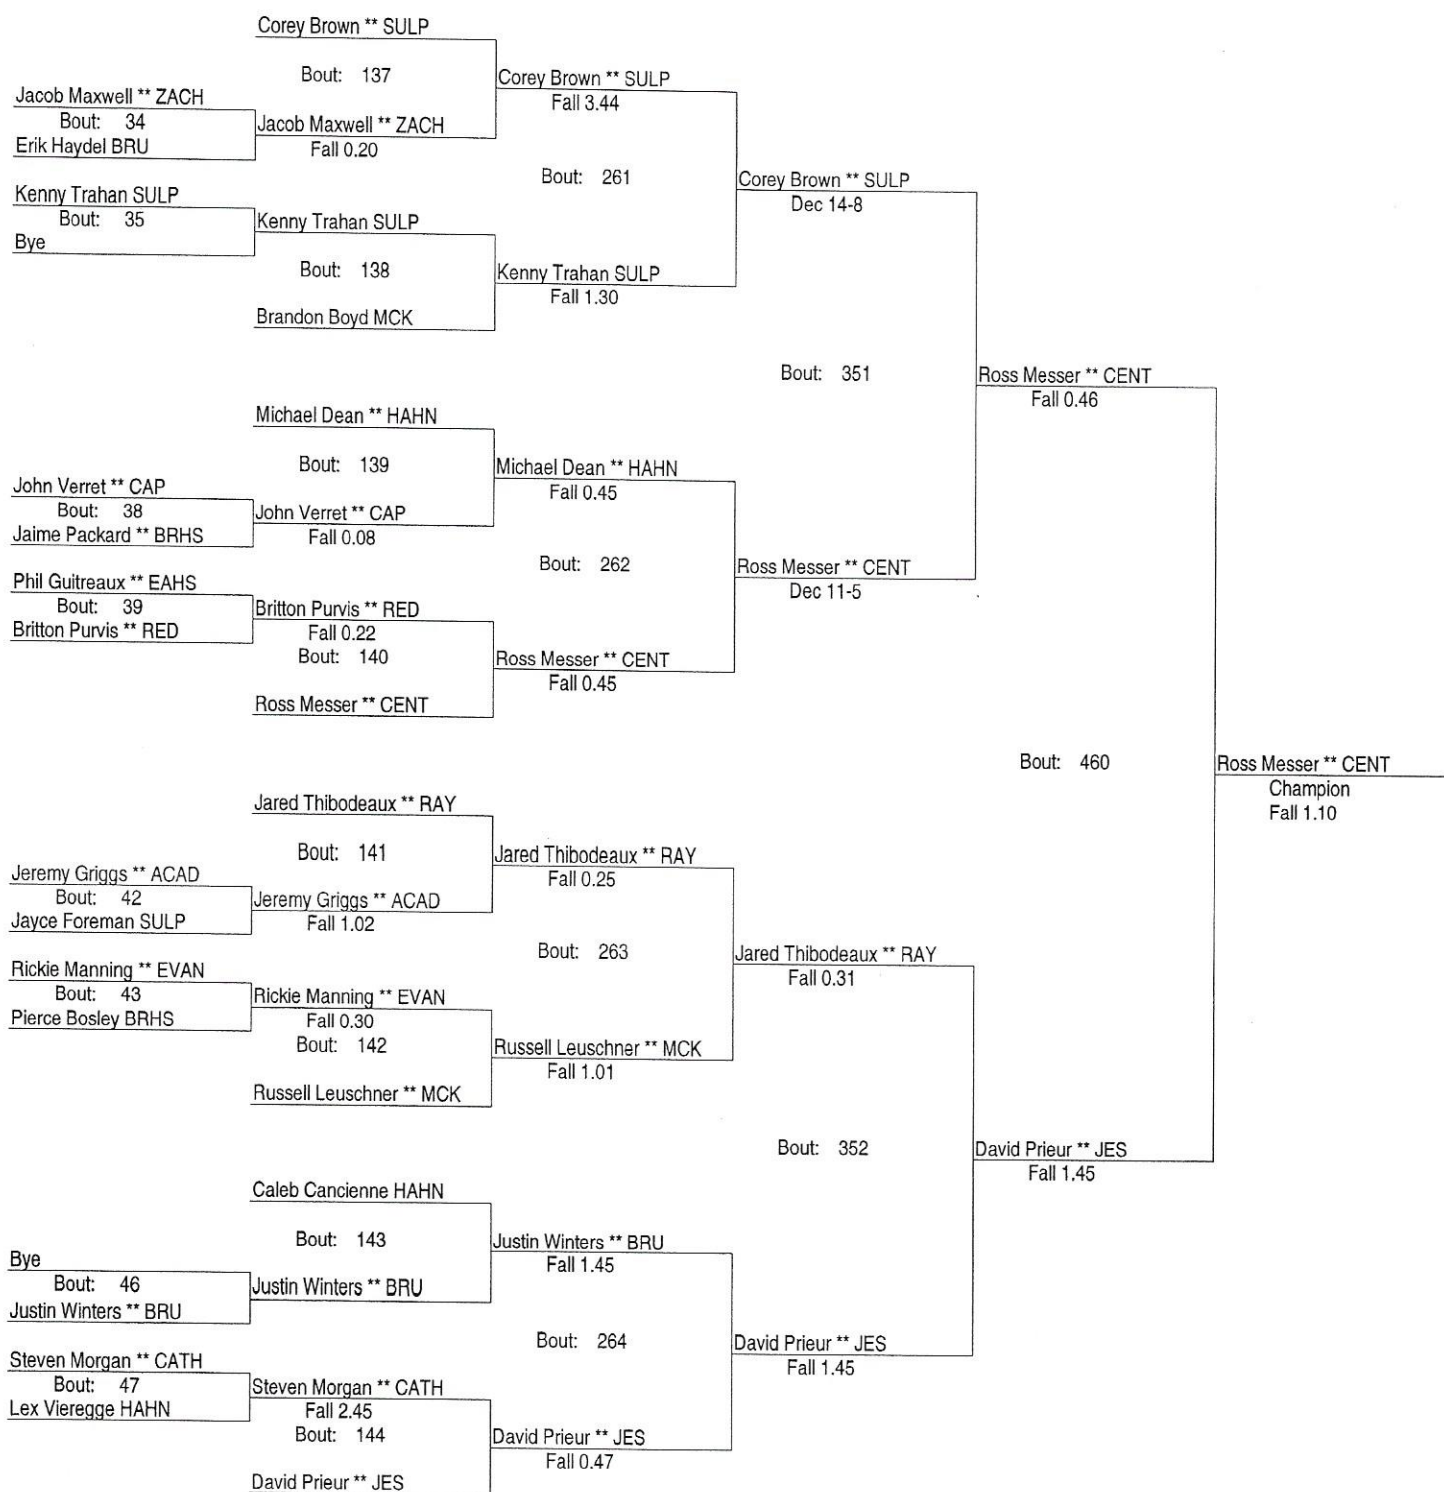 Corey Brown ** SULP
Bout: 137
Corey Brown ** SULP
Fall 3.44
Jacob Maxwell ** ZACH
Bout: 34
Jacob Maxwell ** ZACH
Erik Haydel BRU
Fall 0.20
Bout: 261
Corey Brown ** SULP
Dec 14-8
Kenny Trahan SULP
Bout: 35
Kenny Trahan SULP
Bye
Bout: 138
Kenny Trahan SULP
Fall 1.30
Brandon Boyd MCK
Bout: 351
Ross Messer ** CENT
Fall 0.46
Michael Dean ** HAHN
Bout: 139
Michael Dean ** HAHN
Fall 0.45
John Verret ** CAP
Bout: 38
John Verret ** CAP
Jaime Packard ** BRHS
Fall 0.08
Bout: 262
Ross Messer ** CENT
Dec 11-5
Phil Guitreaux ** EAHS
Bout: 39
Britton Purvis ** RED
Britton Purvis ** RED
Fall 0.22
Bout: 140
Ross Messer ** CENT
Fall 0.45
Ross Messer ** CENT
Bout: 460
Ross Messer ** CENT
Champion
Fall 1.10
Jared Thibodeaux ** RAY
Bout: 141
Jared Thibodeaux ** RAY
Fall 0.25
Jeremy Griggs ** ACAD
Bout: 42
Jeremy Griggs ** ACAD
Jayce Foreman SULP
Fall 1.02
Bout: 263
Jared Thibodeaux ** RAY
Fall 0.31
Rickie Manning ** EVAN
Bout: 43
Rickie Manning ** EVAN
Pierce Bosley BRHS
Fall 0.30
Bout: 142
Russell Leuschner ** MCK
Fall 1.01
Russell Leuschner ** MCK
Bout: 352
David Prieur ** JES
Fall 1.45
Caleb Cancienne HAHN
Bout: 143
Justin Winters ** BRU
Fall 1.45
Bye
Bout: 46
Justin Winters ** BRU
Justin Winters ** BRU
Bout: 264
David Prieur ** JES
Fall 1.45
Steven Morgan ** CATH
Bout: 47
Steven Morgan ** CATH
Lex Vieregge HAHN
Fall 2.45
Bout: 144
David Prieur ** JES
Fall 0.47
David Prieur ** JES